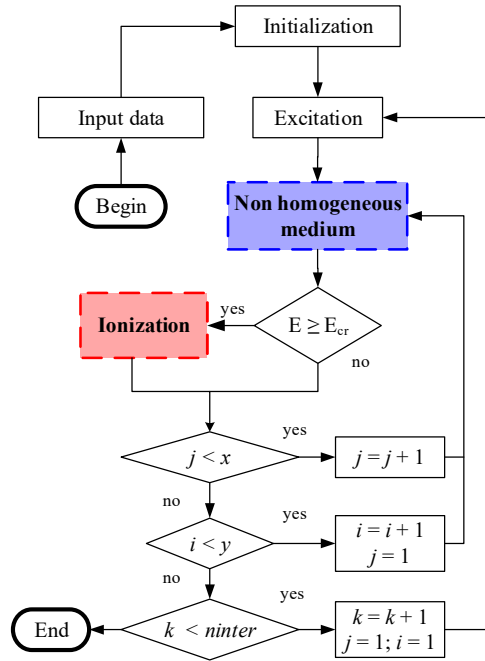 Initialization
Input data
Excitation
Begin
Non homogeneous
medium
Ionization
yes
E ≥ Ecr
no
j < x
yes
j = j + 1
no
i < y
yes
i = i + 1
j = 1
no
k < ninter
yes
k = k + 1
j = 1; i = 1
End